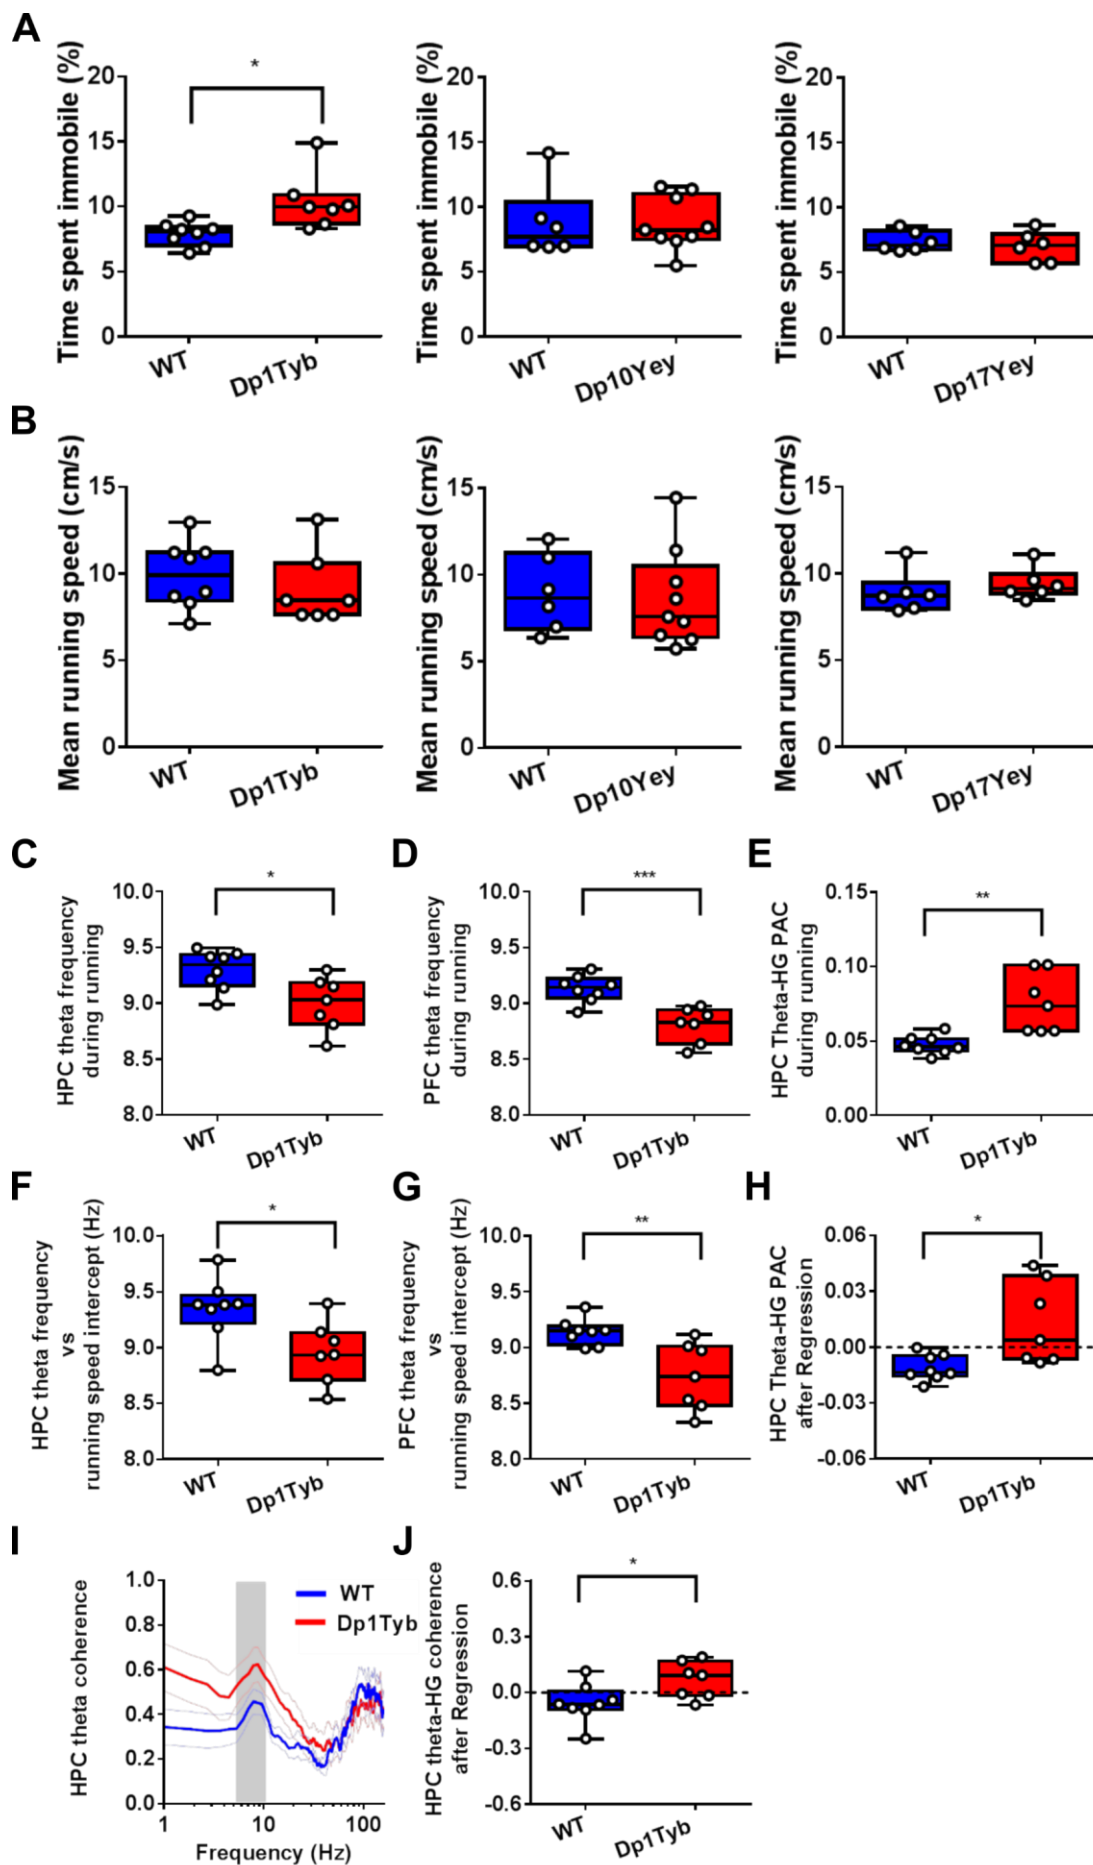 A
Time spent immobile (%)
20
15
10
5
0
*
WT
Dp1Tyb
Time spent immobile (%)
20
15
10
5
0
WT
Dp10Yey
Time spent immobile (%)
20
15
10
5
0
WT
Dp17Yey
B
Mean running speed (cm/s)
15
10
5
0
WT
Dp1Tyb
Mean running speed (cm/s)
15
10
5
0
WT
Dp10Yey
Mean running speed (cm/s)
15
10
5
0
WT
Dp17Yey
C
HPC theta frequency
during running
10.0
9.5
9.0
8.5
8.0
*
WT
Dp1Tyb
D
PFC theta frequency
during running
10.0
9.5
9.0
8.5
8.0
***
WT
Dp1Tyb
E
HPC Theta-HG PAC
during running
0.15
0.10
0.05
0.00
**
WT
Dp1Tyb
F
HPC theta frequency
vs
running speed intercept (Hz)
10.0
9.5
9.0
8.5
8.0
*
WT
Dp1Tyb
G
PFC theta frequency
vs
running speed intercept (Hz)
10.0
9.5
9.0
8.5
8.0
**
WT
Dp1Tyb
H
HPC Theta-HG PAC
after Regression
0.06
0.03
0.00
-0.03
-0.06
*
WT
Dp1Tyb
I
HPC theta coherence
1.0
0.8
0.6
0.4
0.2
0.0
WT
Dp1Tyb
1
10
100
Frequency (Hz)
J
HPC theta-HG coherence
after Regression
0.6
0.3
0.0
-0.3
-0.6
*
WT
Dp1Tyb